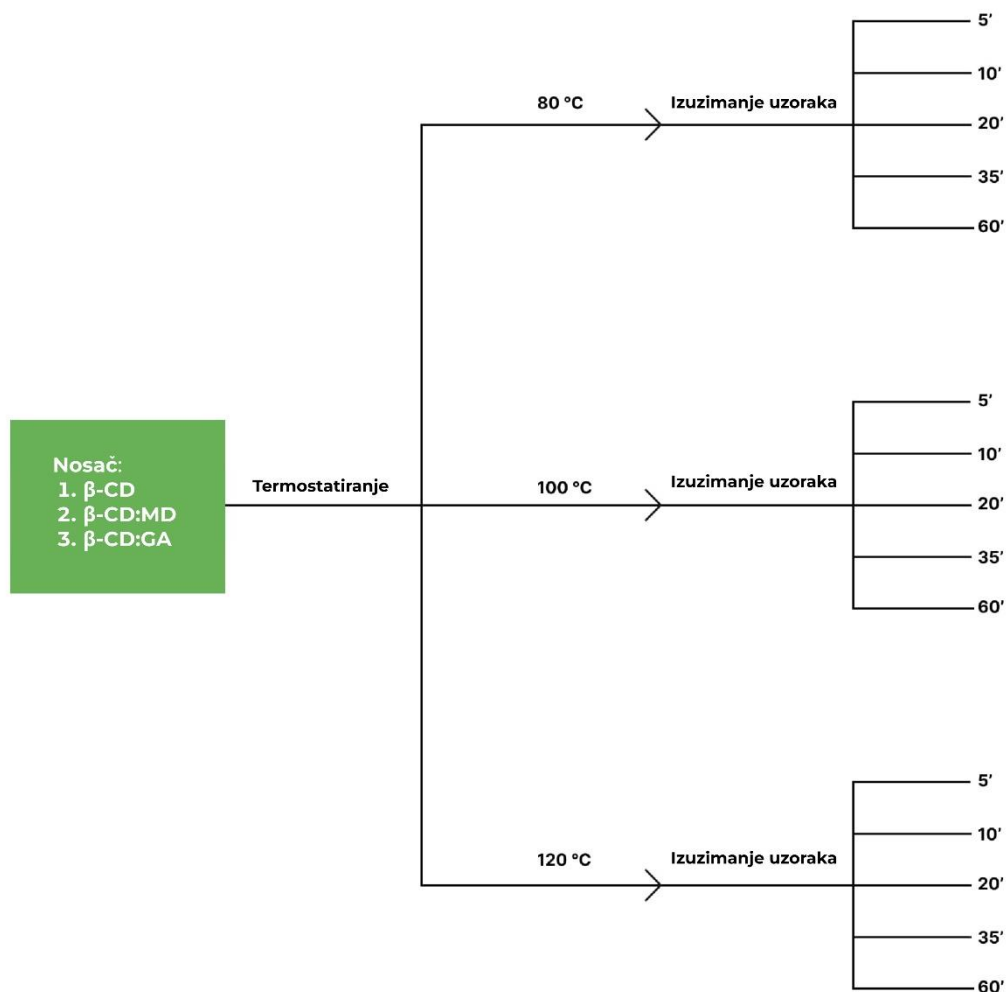 5'
10'
80 °C
Izuzimanje uzoraka
20'
35'
60'
Nosač:
1. β-CD
2. β-CD:MD
3. β-CD:GA
Termostatiranje
5'
10'
100 °C
Izuzimanje uzoraka
20'
35'
60'
5'
10'
120 °C
Izuzimanje uzoraka
20'
35'
60'